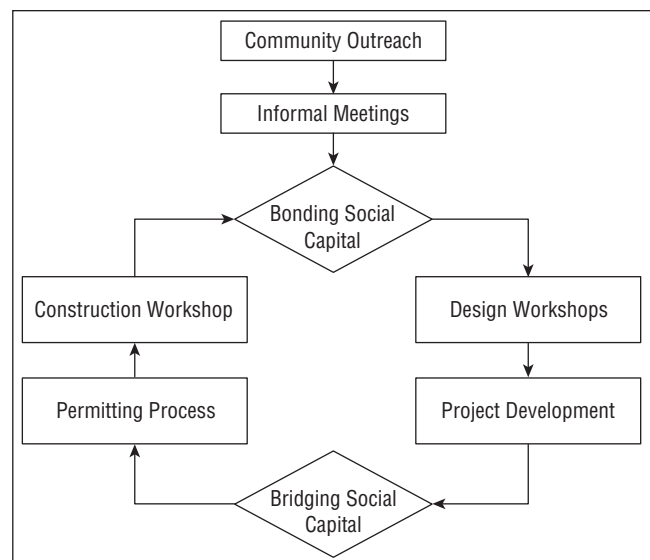 Community Outreach
Informal Meetings
Bonding Social
Capital
Construction Workshop
Design Workshops
Permitting Process
Project Development
Bridging Social
Capital